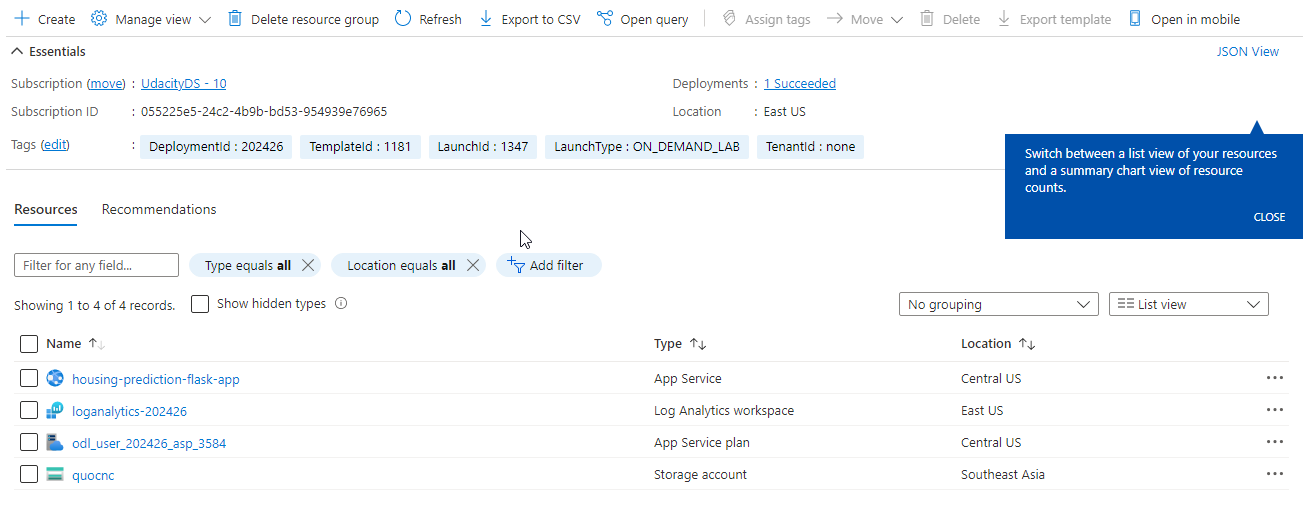 Create Manage view Delete resource group Refresh Export to CSV Open query Assign tags Move Delete Export template Open in mobile
Essentials JSON View
Subscription (move) : UdacityDS - 10 Deployments : 1 Succeeded
Subscription ID : 055225e5-24c2-4b9b-bd53-954939e76965 Location : East US
Tags (edit) : DeploymentId : 202426 TemplateId : 1181 LaunchId : 1347 LaunchType : ON_DEMAND_LAB TenantId : none
Switch between a list view of your resources
and a summary chart view of resource
counts.
CLOSE
Resources Recommendations
Filter for any field... Type equals all Location equals all Add filter
Showing 1 to 4 of 4 records. Show hidden types No grouping List view
Name Type Location
housing-prediction-flask-app App Service Central US
loganalytics-202426 Log Analytics workspace East US
odl_user_202426_asp_3584 App Service plan Central US
quocnc Storage account Southeast Asia